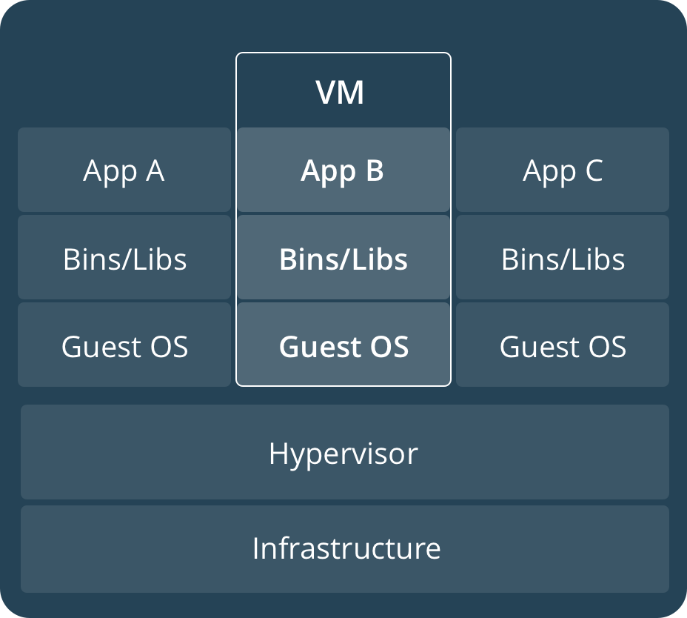 VM
App A
App B
App C
Bins/Libs
Bins/Libs
Bins/Libs
Guest OS
Guest OS
Guest OS
Hypervisor
Infrastructure